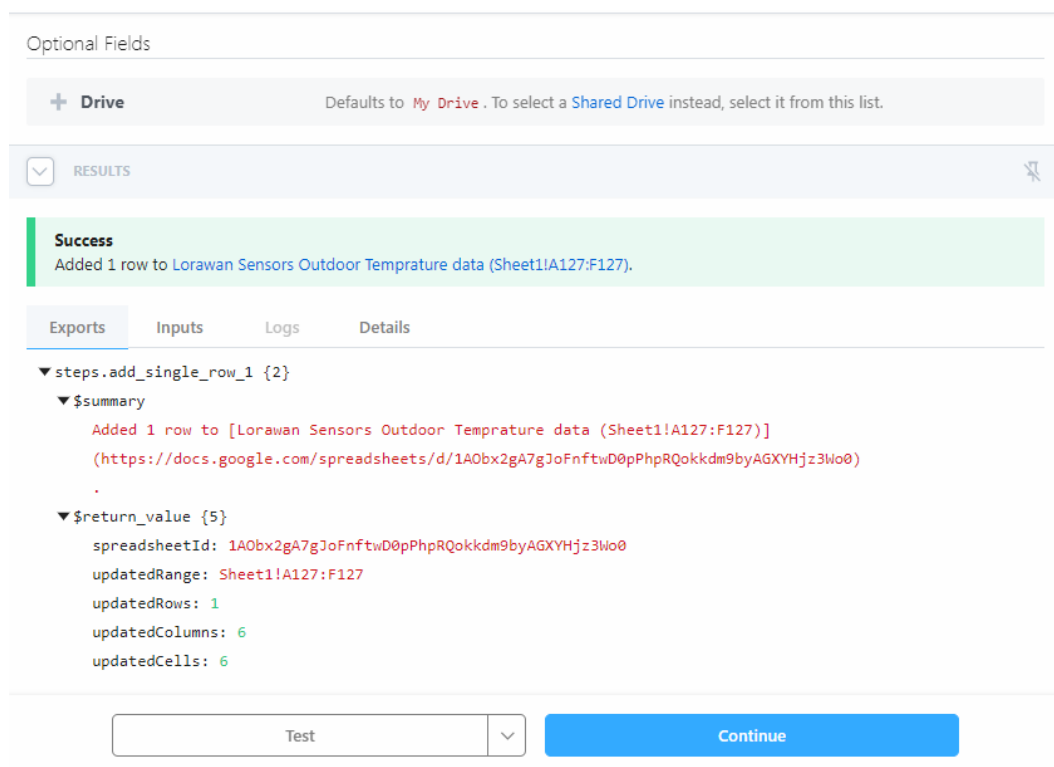 Optional Fields
Drive
Defaults to My Drive. To select a Shared Drive instead, select it from this list.
RESULTS
Success
Added 1 row to Lorawan Sensors Outdoor Temprature data (Sheet1!A127:F127).
Exports Inputs Logs Details
steps.add_single_row_1 {2}
$summary
Added 1 row to [Lorawan Sensors Outdoor Temprature data (Sheet1!A127:F127)]
(https://docs.google.com/spreadsheets/d/1AObx2gA7gJoFnftwD0pPhpRQokkdm9byAGXYHjz3Wo0)
.
$return_value {5}
spreadsheetId: 1AObx2gA7gJoFnftwD0pPhpRQokkdm9byAGXYHjz3Wo0
updatedRange: Sheet1!A127:F127
updatedRows: 1
updatedColumns: 6
updatedCells: 6
Test
Continue